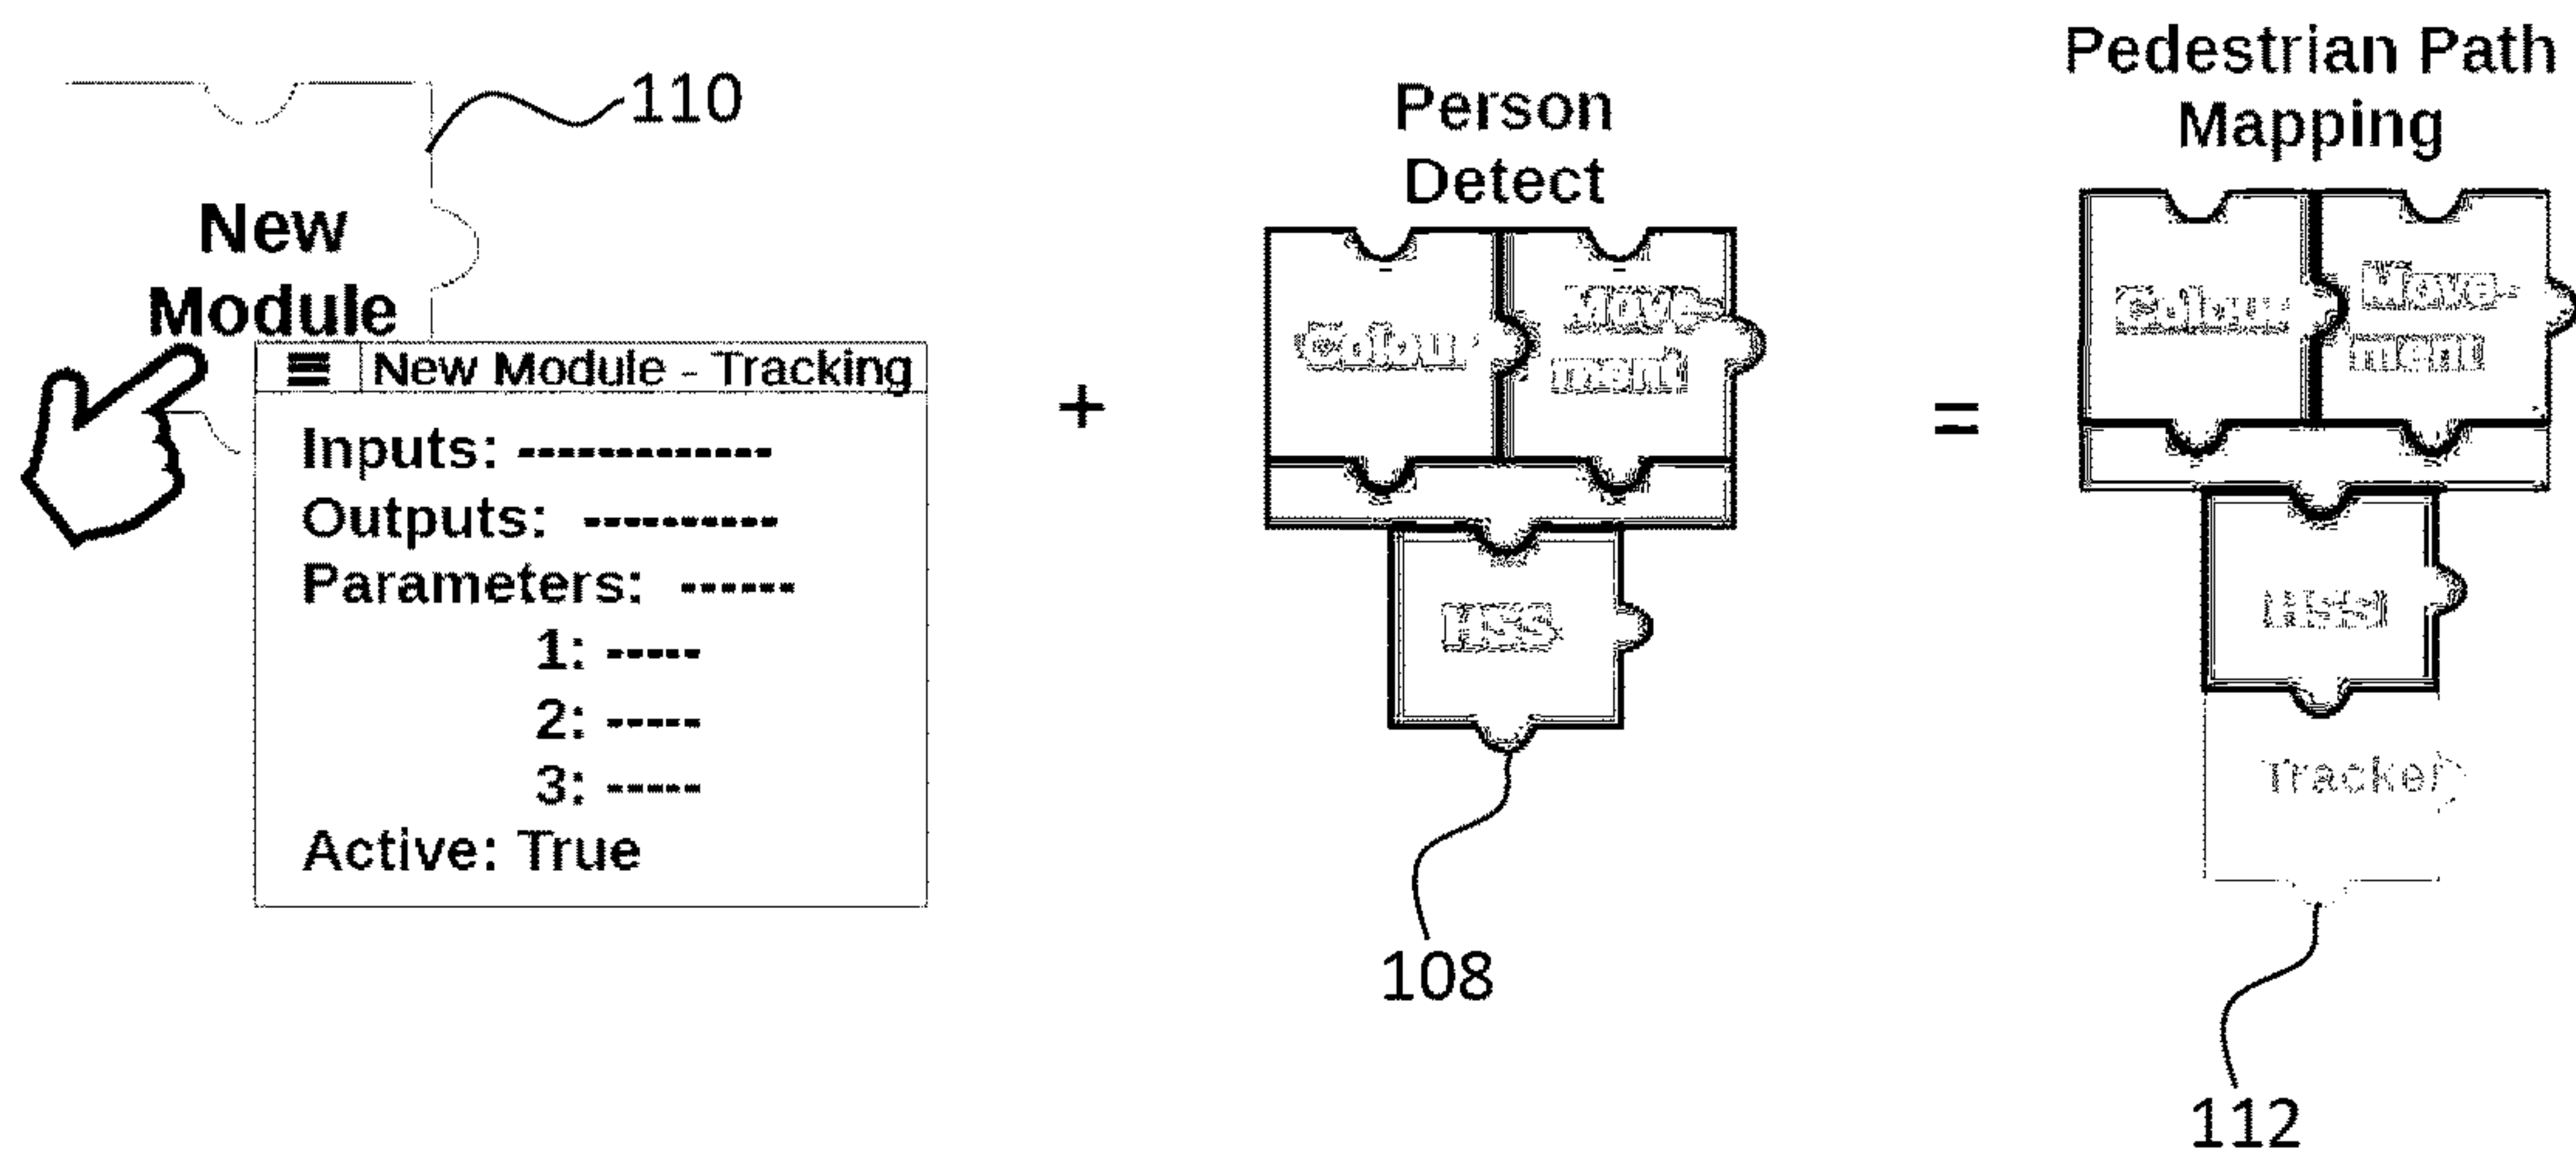 110
New
Module
New Module - Tracking
Inputs: -------------
Outputs: ----------
Parameters: ------
1: -----
2: -----
3: -----
Active: True
+
Person
Detect
Colour
Move-
ment
HSS
108
=
Pedestrian Path
Mapping
Colour
Move-
ment
HSS
Tracker
112